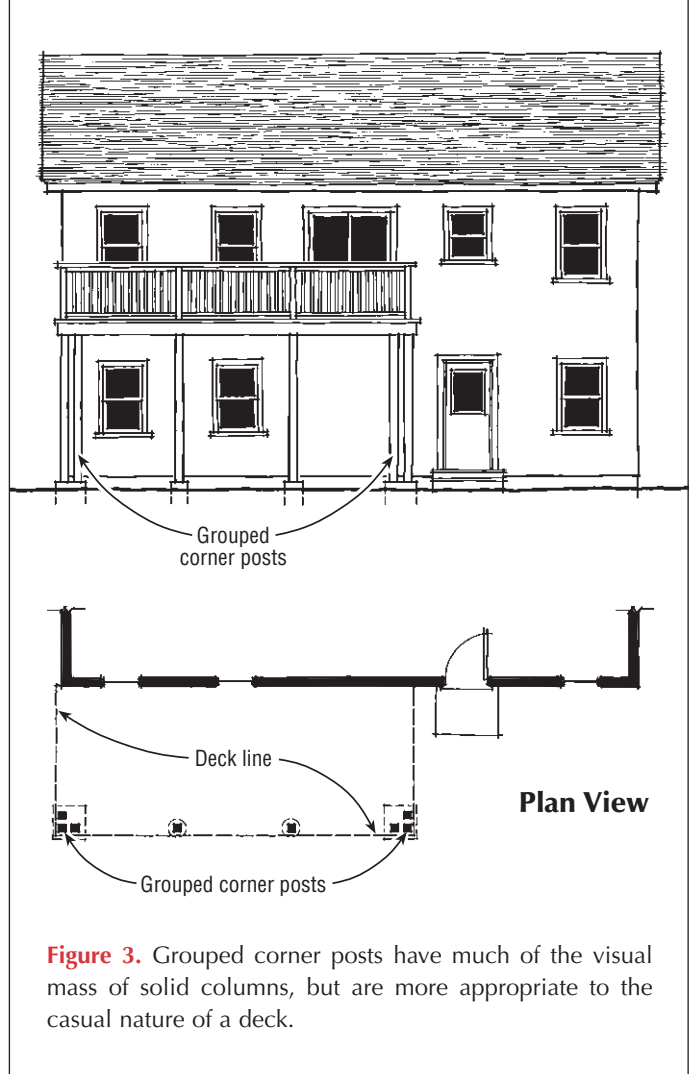 Grouped
corner posts
Deck line
Plan View
Grouped corner posts
Figure 3. Grouped corner posts have much of the visual
mass of solid columns, but are more appropriate to the
casual nature of a deck.